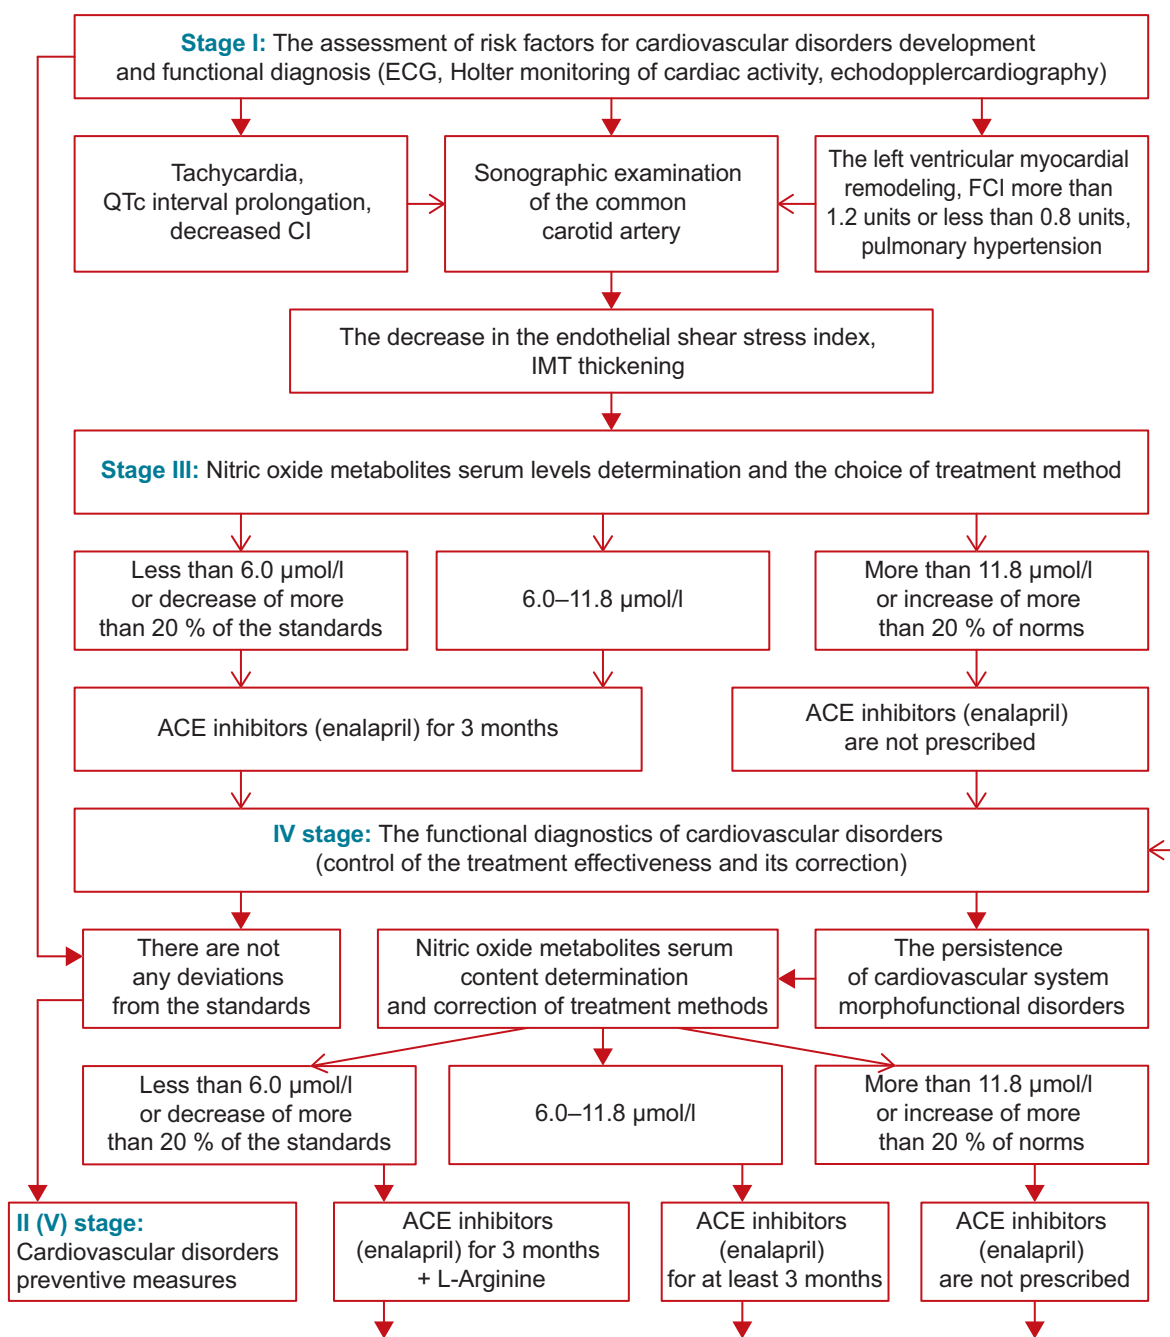 Stage I: The assessment of risk factors for cardiovascular disorders development
and functional diagnosis (ECG, Holter monitoring of cardiac activity, echodopplercardiography)
Tachycardia,
QTc interval prolongation,
decreased CI
Sonographic examination
of the common
carotid artery
The left ventricular myocardial
remodeling, FCI more than
1.2 units or less than 0.8 units,
pulmonary hypertension
The decrease in the endothelial shear stress index,
IMT thickening
Stage III: Nitric oxide metabolites serum levels determination and the choice of treatment method
Less than 6.0 µmol/l
or decrease of more
than 20 % of the standards
6.0–11.8 µmol/l
More than 11.8 µmol/l
or increase of more
than 20 % of norms
ACE inhibitors (enalapril) for 3 months
ACE inhibitors (enalapril)
are not prescribed
IV stage: The functional diagnostics of cardiovascular disorders
(control of the treatment effectiveness and its correction)
There are not
any deviations
from the standards
Nitric oxide metabolites serum
content determination
and correction of treatment methods
The persistence
of cardiovascular system
morphofunctional disorders
Less than 6.0 µmol/l
or decrease of more
than 20 % of the standards
6.0–11.8 µmol/l
More than 11.8 µmol/l
or increase of more
than 20 % of norms
II (V) stage:
Cardiovascular disorders
preventive measures
ACE inhibitors
(enalapril) for 3 months
+ L-Arginine
ACE inhibitors
(enalapril)
for at least 3 months
ACE inhibitors
(enalapril)
are not prescribed